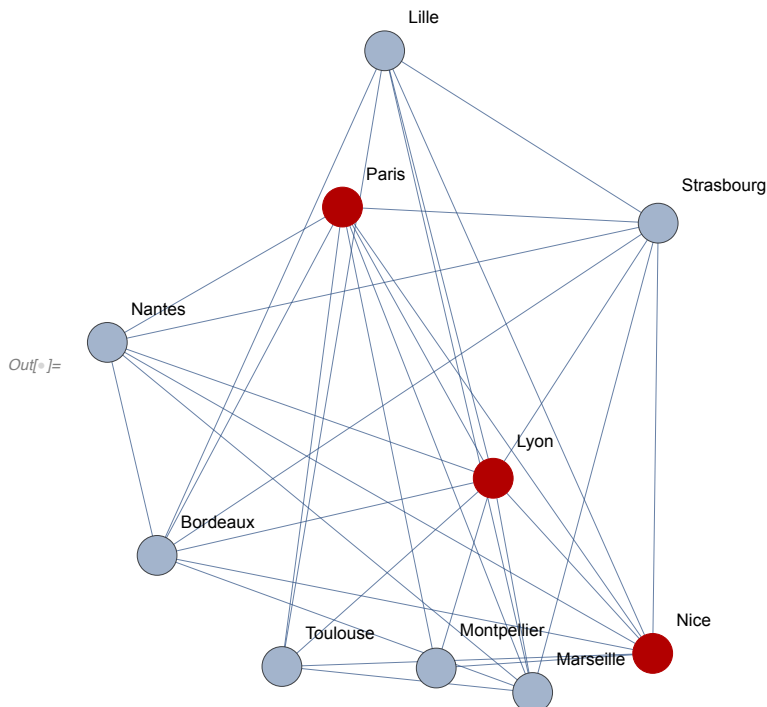 Lille
Paris
Strasbourg
Nantes
Out[•]=
Lyon
Bordeaux
Nice
Toulouse
Montpellier
Marseille